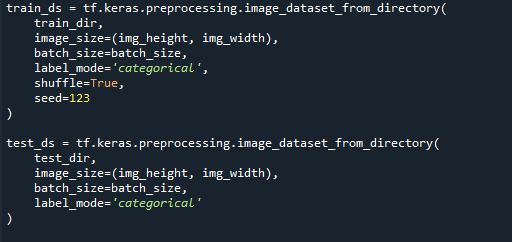 train_ds = tf.keras.preprocessing.image_dataset_from_directory(
    train_dir,
    image_size=(img_height, img_width),
    batch_size=batch_size,
    label_mode='categorical',
    shuffle=True,
    seed=123
)

test_ds = tf.keras.preprocessing.image_dataset_from_directory(
    test_dir,
    image_size=(img_height, img_width),
    batch_size=batch_size,
    label_mode='categorical'
)